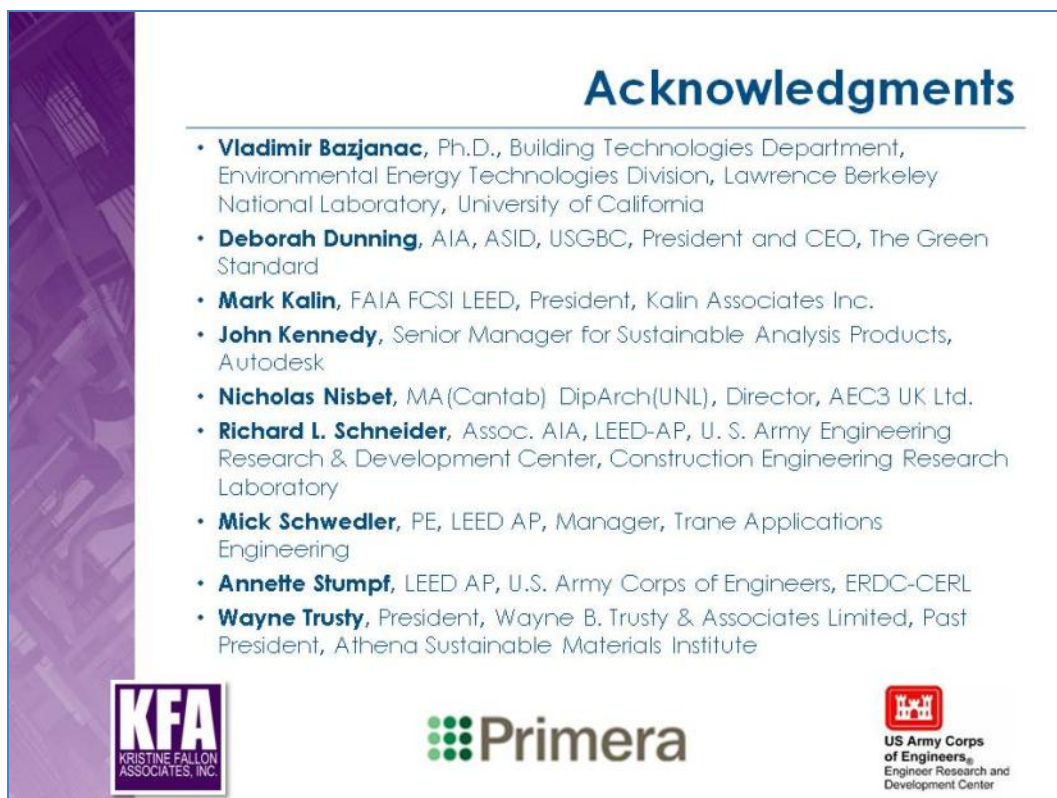 Acknowledgments
• Vladimir Bazjanac, Ph.D., Building Technologies Department,
Environmental Energy Technologies Division, Lawrence Berkeley
National Laboratory, University of California
• Deborah Dunning, AIA, ASID, USGBC, President and CEO, The Green
Standard
• Mark Kalin, FAIA FCSI LEED, President, Kalin Associates Inc.
• John Kennedy, Senior Manager for Sustainable Analysis Products,
Autodesk
• Nicholas Nisbet, MA(Cantab) DipArch(UNL), Director, AEC3 UK Ltd.
• Richard L. Schneider, Assoc. AIA, LEED-AP, U. S. Army Engineering
Research & Development Center, Construction Engineering Research
Laboratory
• Mick Schwedler, PE, LEED AP, Manager, Trane Applications
Engineering
• Annette Stumpf, LEED AP, U.S. Army Corps of Engineers, ERDC-CERL
• Wayne Trusty, President, Wayne B. Trusty & Associates Limited, Past
President, Athena Sustainable Materials Institute
KFA
KRISTINE FALLON
ASSOCIATES, INC.
Primera
US Army Corps
of Engineers®
Engineer Research and
Development Center